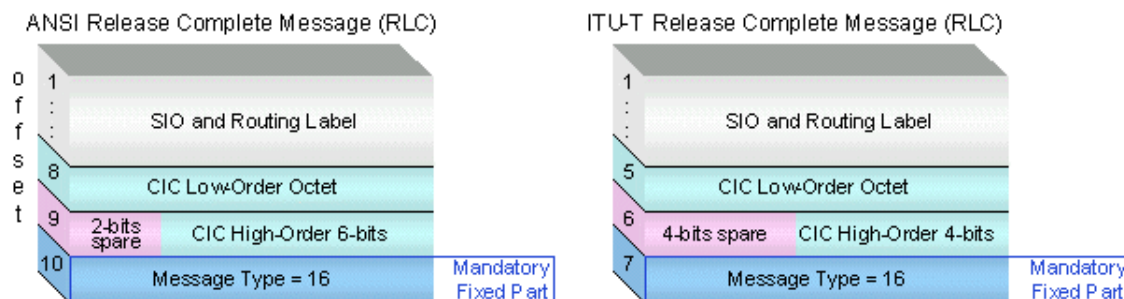 ANSI Release Complete Message (RLC)
offset
1
:
:
SIO and Routing Label
8
CIC Low-Order Octet
9
2-bits
spare
CIC High-Order 6-bits
10
Message Type = 16
Mandatory
Fixed Part
ITU-T Release Complete Message (RLC)
1
:
:
SIO and Routing Label
5
CIC Low-Order Octet
6
4-bits spare
CIC High-Order 4-bits
7
Message Type = 16
Mandatory
Fixed Part